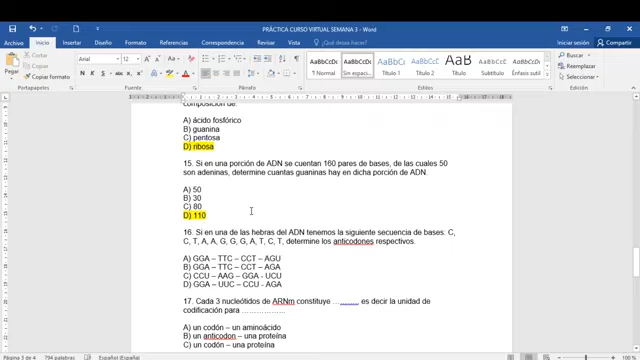 PRÁCTICA CURSO VIRTUAL SEMANA 3 - Word
Archivo Inicio Insertar Diseño Formato Referencias Correspondencia Revisar Vista ¿Qué desea hacer? Iniciar sesión Compartir
Pegar
Cortar
Copiar
Copiar formato
Arial 12
AaBbCcDc AaBbCcDc AaBbC AaBbCc AaB AaBbCcD AaBbCcDc
¶ Normal ¶ Sin espaci... Título 1 Título 2 Título Subtítulo Énfasis sutil
Buscar
Reemplazar
Seleccionar
Portapapeles Fuente Párrafo Estilos Edición
composición de:
A) ácido fosfórico
B) guanina
C) pentosa
D) ribosa
15. Si en una porción de ADN se cuentan 160 pares de bases, de las cuales 50
son adeninas, determine cuantas guaninas hay en dicha porción de ADN.
A) 50
B) 30
C) 80
D) 110
16. Si en una de las hebras del ADN tenemos la siguiente secuencia de bases: C,
C, T, A, A, G, G, G, A, T, C, T, determine los anticodones respectivos.
A) GGA – TTC – CCT – AGU
B) GGA – TTC – CCT – AGA
C) CCU – AAG – GGA - UCU
D) GGA – UUC – CCU - AGA
17. Cada 3 nucleótidos de ARNm constituye ............, es decir la unidad de
codificación para ..................
A) un codón – un aminoácido
B) un anticodon – una proteína
C) un codón – una proteína
Página 3 de 4 794 palabras Español (España)